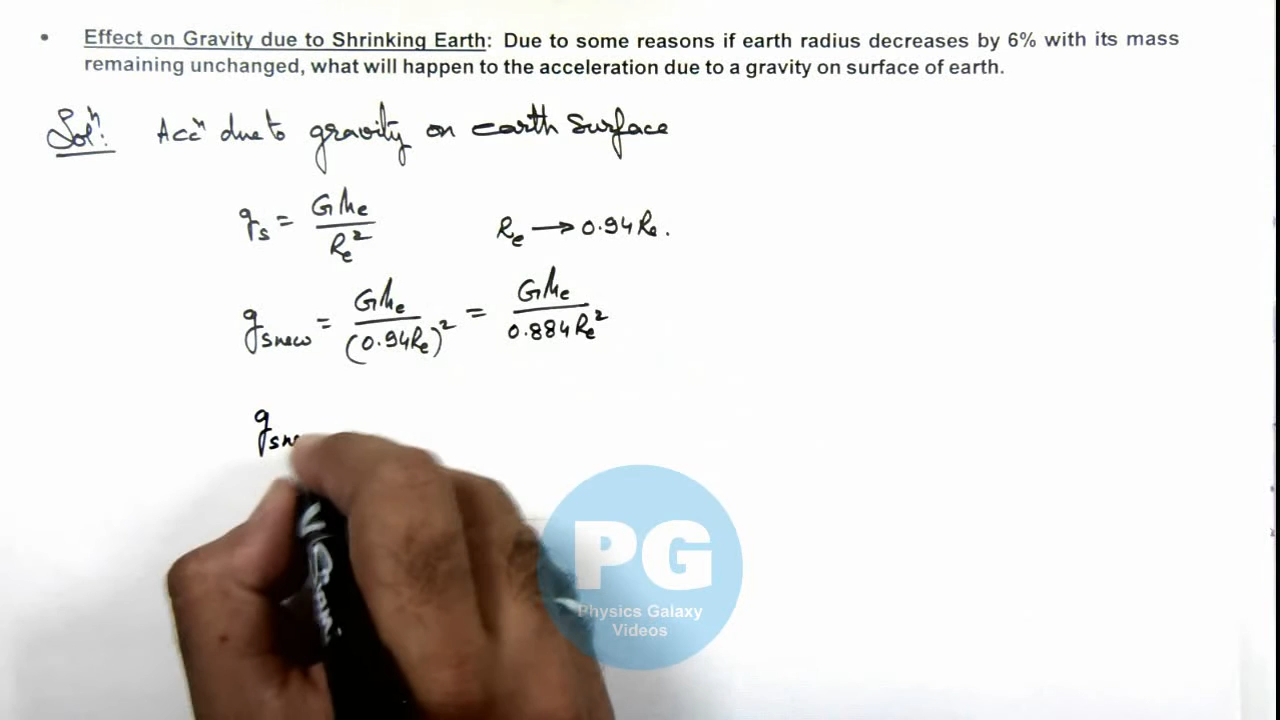 • Effect on Gravity due to Shrinking Earth: Due to some reasons if earth radius decreases by 6% with its mass
remaining unchanged, what will happen to the acceleration due to a gravity on surface of earth.
Solⁿ: Accⁿ due to gravity on earth surface
g_s = GMe / Re² Re → 0.94Re.
g_snew = GMe / (0.94Re)² = GMe / 0.884Re²
g_sne
PG
Physics Galaxy
Videos